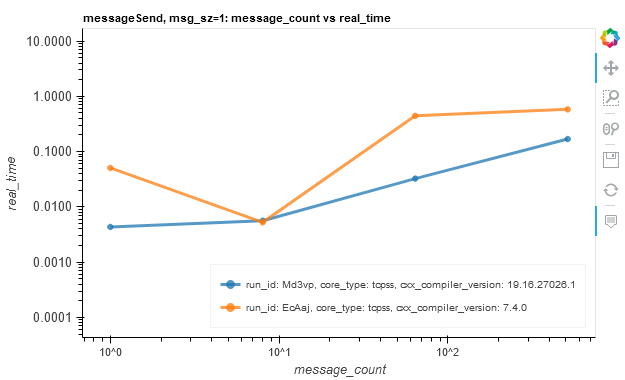 messageSend, msg_sz=1: message_count vs real_time
10.0000
1.0000
0.1000
0.0100
0.0010
0.0001
real_time
run_id: Md3vp, core_type: tcpss, cxx_compiler_version: 19.16.27026.1
run_id: EcAaj, core_type: tcpss, cxx_compiler_version: 7.4.0
10^0
10^1
10^2
message_count